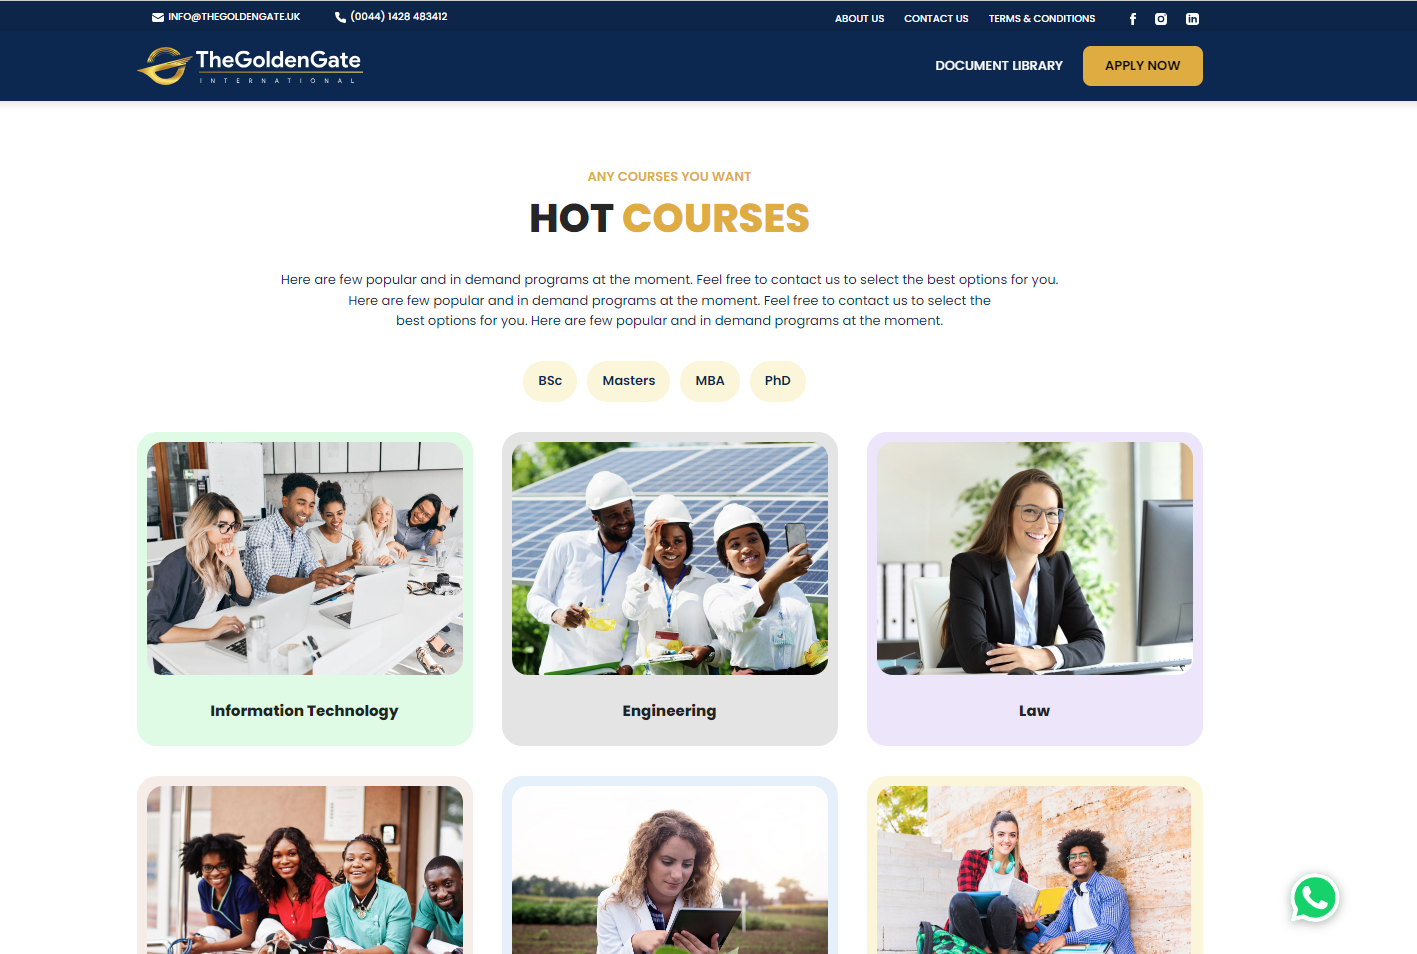 INFO@THEGOLDENGATE.UK (0044) 1428 483412 ABOUT US CONTACT US TERMS & CONDITIONS
TheGoldenGate
INTERNATIONAL
DOCUMENT LIBRARY APPLY NOW
ANY COURSES YOU WANT
HOT COURSES
Here are few popular and in demand programs at the moment. Feel free to contact us to select the best options for you.
Here are few popular and in demand programs at the moment. Feel free to contact us to select the
best options for you. Here are few popular and in demand programs at the moment.
BSc Masters MBA PhD
Information Technology Engineering Law